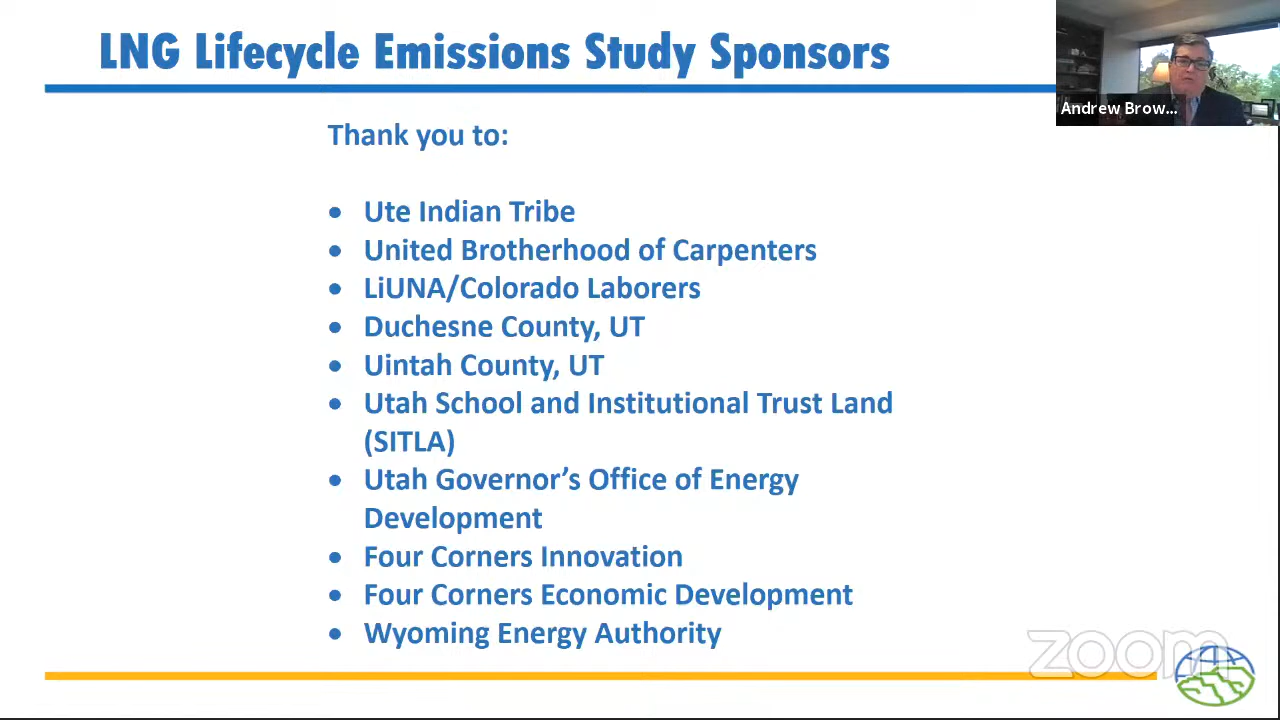 LNG Lifecycle Emissions Study Sponsors
Andrew Brow...
Thank you to:
• Ute Indian Tribe
• United Brotherhood of Carpenters
• LiUNA/Colorado Laborers
• Duchesne County, UT
• Uintah County, UT
• Utah School and Institutional Trust Land
(SITLA)
• Utah Governor’s Office of Energy
Development
• Four Corners Innovation
• Four Corners Economic Development
• Wyoming Energy Authority
zoom